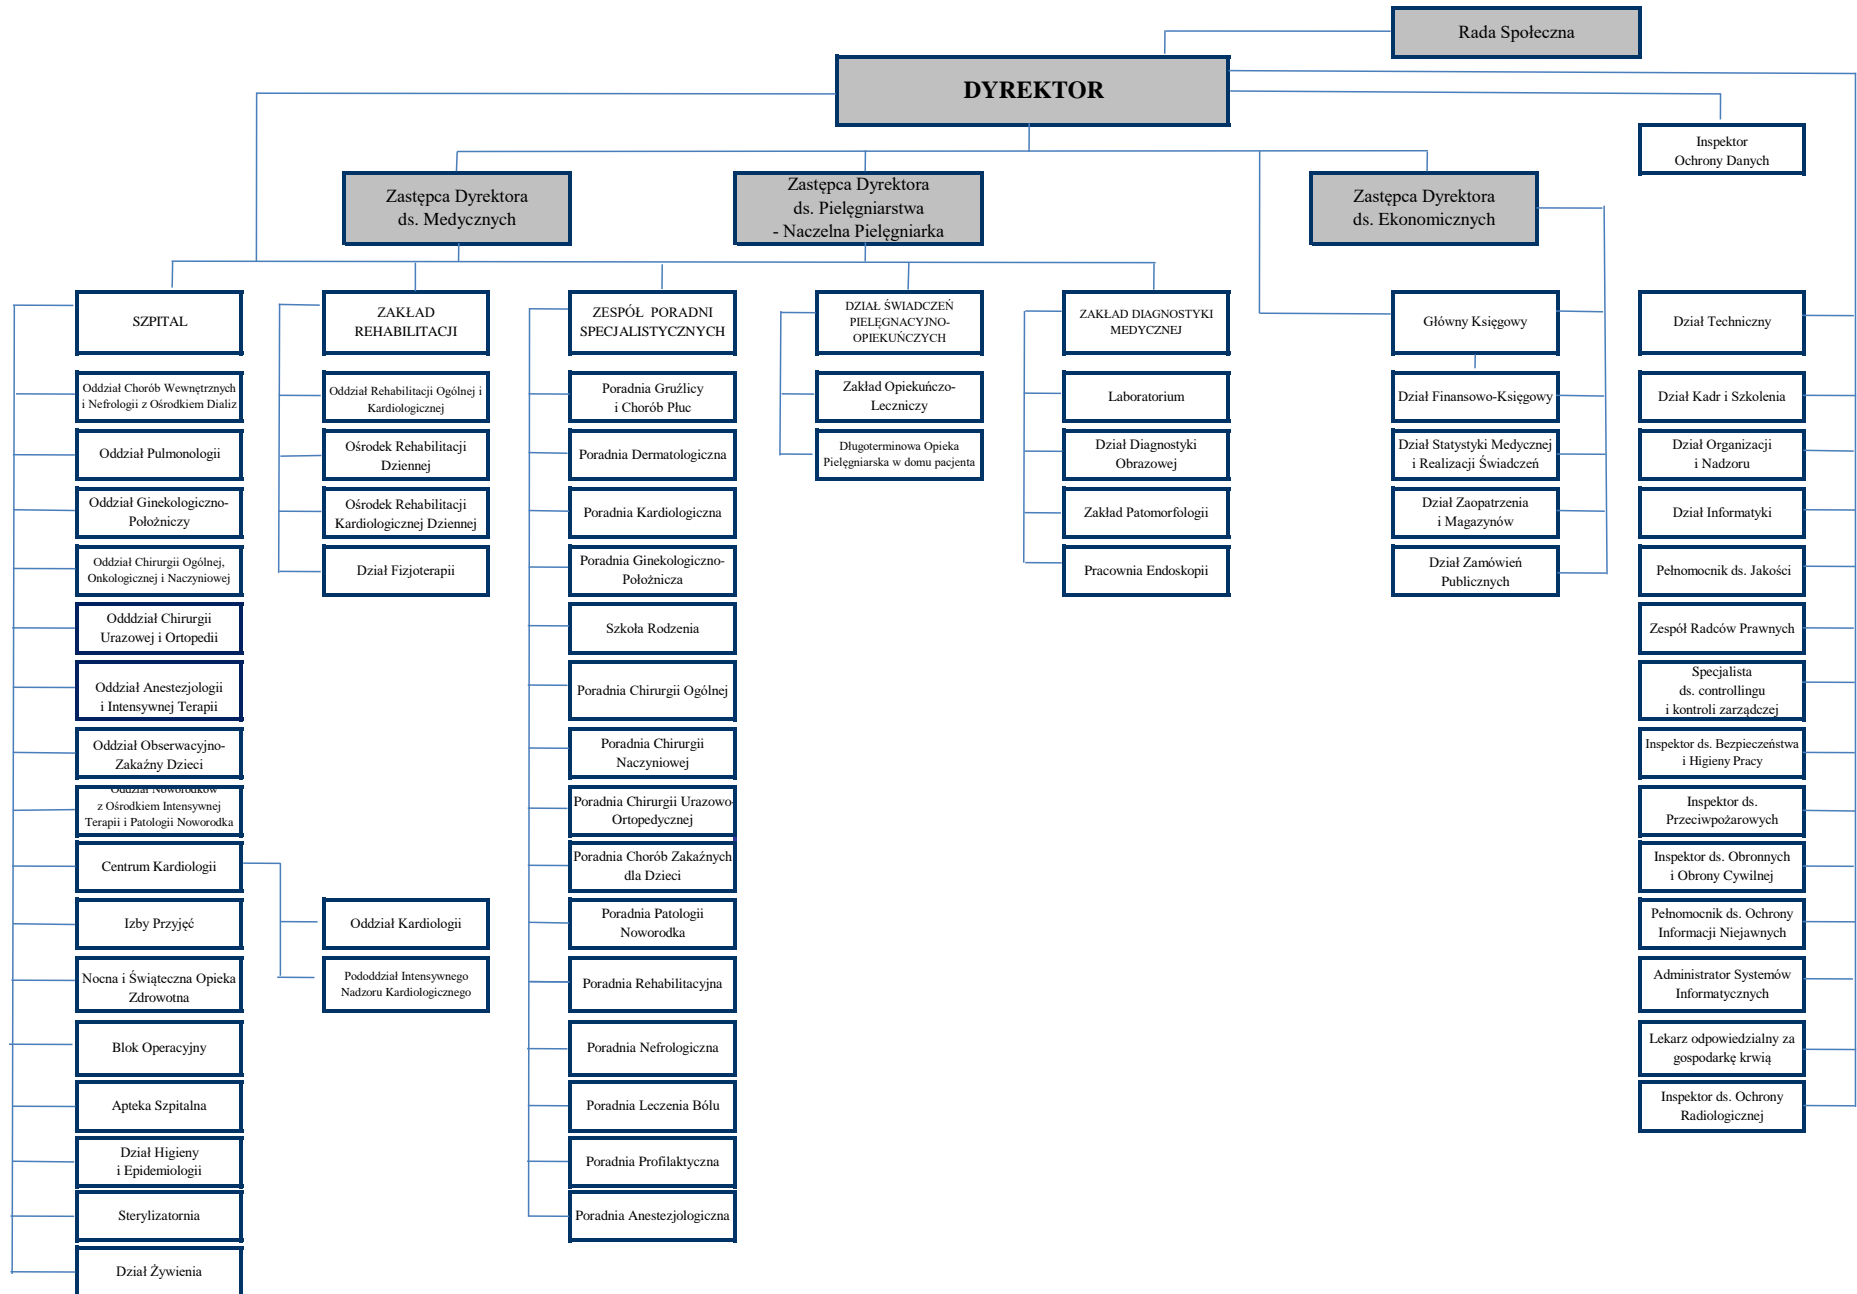 Rada Społeczna
DYREKTOR
Inspektor
Ochrony Danych
Zastępca Dyrektora
ds. Medycznych
Zastępca Dyrektora
ds. Pielęgniarstwa
- Naczelna Pielęgniarka
Zastępca Dyrektora
ds. Ekonomicznych
SZPITAL
Oddział Chorób Wewnętrznych
i Nefrologii z Ośrodkiem Dializ
Oddział Pulmonologii
Oddział Ginekologiczno-
Położniczy
Oddział Chirurgii Ogólnej,
Onkologicznej i Naczyniowej
Odddział Chirurgii
Urazowej i Ortopedii
Oddział Anestezjologii
i Intensywnej Terapii
Oddział Obserwacyjno-
Zakaźny Dzieci
Oddział Noworodków
z Ośrodkiem Intensywnej
Terapii i Patologii Noworodka
Centrum Kardiologii
Izby Przyjęć
Nocna i Świąteczna Opieka
Zdrowotna
Blok Operacyjny
Apteka Szpitalna
Dział Higieny
i Epidemiologii
Sterylizatornia
Dział Żywienia
ZAKŁAD
REHABILITACJI
Oddział Rehabilitacji Ogólnej i
Kardiologicznej
Ośrodek Rehabilitacji
Dziennej
Ośrodek Rehabilitacji
Kardiologicznej Dziennej
Dział Fizjoterapii
Oddział Kardiologii
Pododdział Intensywnego
Nadzoru Kardiologicznego
ZESPÓŁ PORADNI
SPECJALISTYCZNYCH
Poradnia Gruźlicy
i Chorób Płuc
Poradnia Dermatologiczna
Poradnia Kardiologiczna
Poradnia Ginekologiczno-
Położnicza
Szkoła Rodzenia
Poradnia Chirurgii Ogólnej
Poradnia Chirurgii
Naczyniowej
Poradnia Chirurgii Urazowo-
Ortopedycznej
Poradnia Chorób Zakaźnych
dla Dzieci
Poradnia Patologii
Noworodka
Poradnia Rehabilitacyjna
Poradnia Nefrologiczna
Poradnia Leczenia Bólu
Poradnia Profilaktyczna
Poradnia Anestezjologiczna
DZIAŁ ŚWIADCZEŃ
PIELĘGNACYJNO-
OPIEKUŃCZYCH
Zakład Opiekuńczo-
Leczniczy
Długoterminowa Opieka
Pielęgniarska w domu pacjenta
ZAKŁAD DIAGNOSTYKI
MEDYCZNEJ
Laboratorium
Dział Diagnostyki
Obrazowej
Zakład Patomorfologii
Pracownia Endoskopii
Główny Księgowy
Dział Finansowo-Księgowy
Dział Statystyki Medycznej
i Realizacji Świadczeń
Dział Zaopatrzenia
i Magazynów
Dział Zamówień
Publicznych
Dział Techniczny
Dział Kadr i Szkolenia
Dział Organizacji
i Nadzoru
Dział Informatyki
Pełnomocnik ds. Jakości
Zespół Radców Prawnych
Specjalista
ds. controllingu
i kontroli zarządczej
Inspektor ds. Bezpieczeństwa
i Higieny Pracy
Inspektor ds.
Przeciwpożarowych
Inspektor ds. Obronnych
i Obrony Cywilnej
Pełnomocnik ds. Ochrony
Informacji Niejawnych
Administrator Systemów
Informatycznych
Lekarz odpowiedzialny za
gospodarkę krwią
Inspektor ds. Ochrony
Radiologicznej